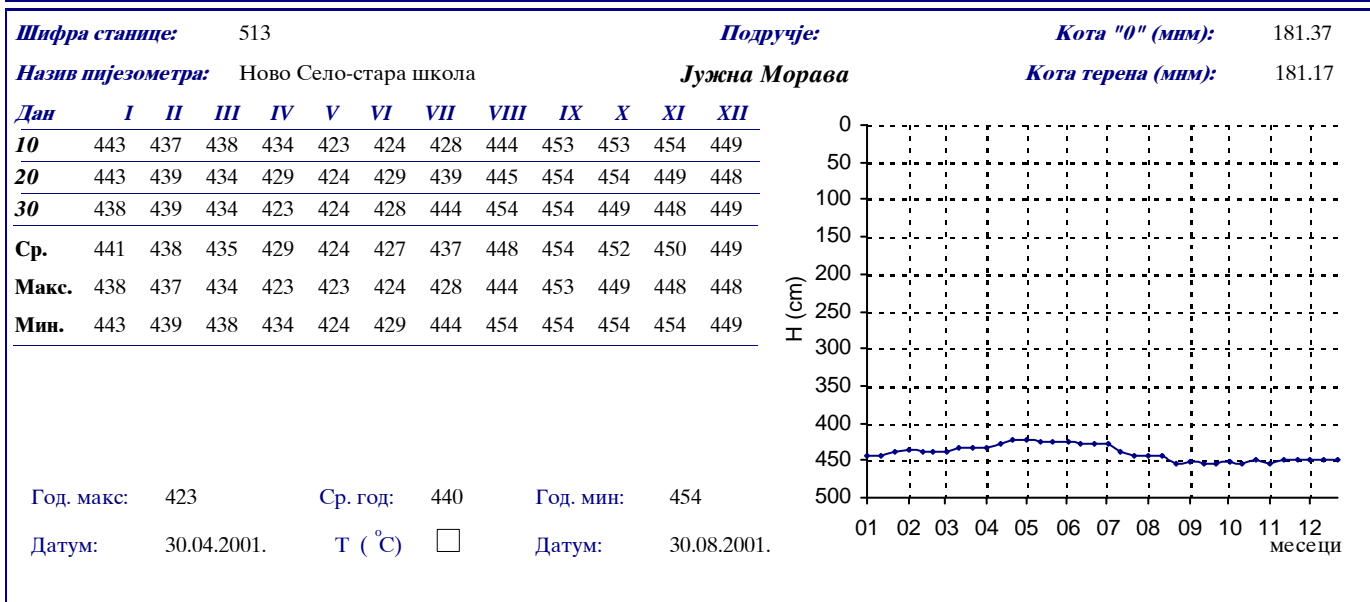 Шифра станице: 513 Подручје: Кота "0" (мнм): 181.37
Назив пијезометра: Ново Село-стара школа Јужна Морава Кота терена (мнм): 181.17
Дан I II III IV V VI VII VIII IX X XI XII
10 443 437 438 434 423 424 428 444 453 453 454 449
20 443 439 434 429 424 429 439 445 454 454 449 448
30 438 439 434 423 424 428 444 454 454 449 448 449
Ср. 441 438 435 429 424 427 437 448 454 452 450 449
Макс. 438 437 434 423 423 424 428 444 453 449 448 448
Мин. 443 439 438 434 424 429 444 454 454 454 454 449
Год. макс: 423 Ср. год: 440 Год. мин: 454
Датум: 30.04.2001. Т ( °C) Датум: 30.08.2001.
H (cm)
0
50
100
150
200
250
300
350
400
450
500
01 02 03 04 05 06 07 08 09 10 11 12
месеци